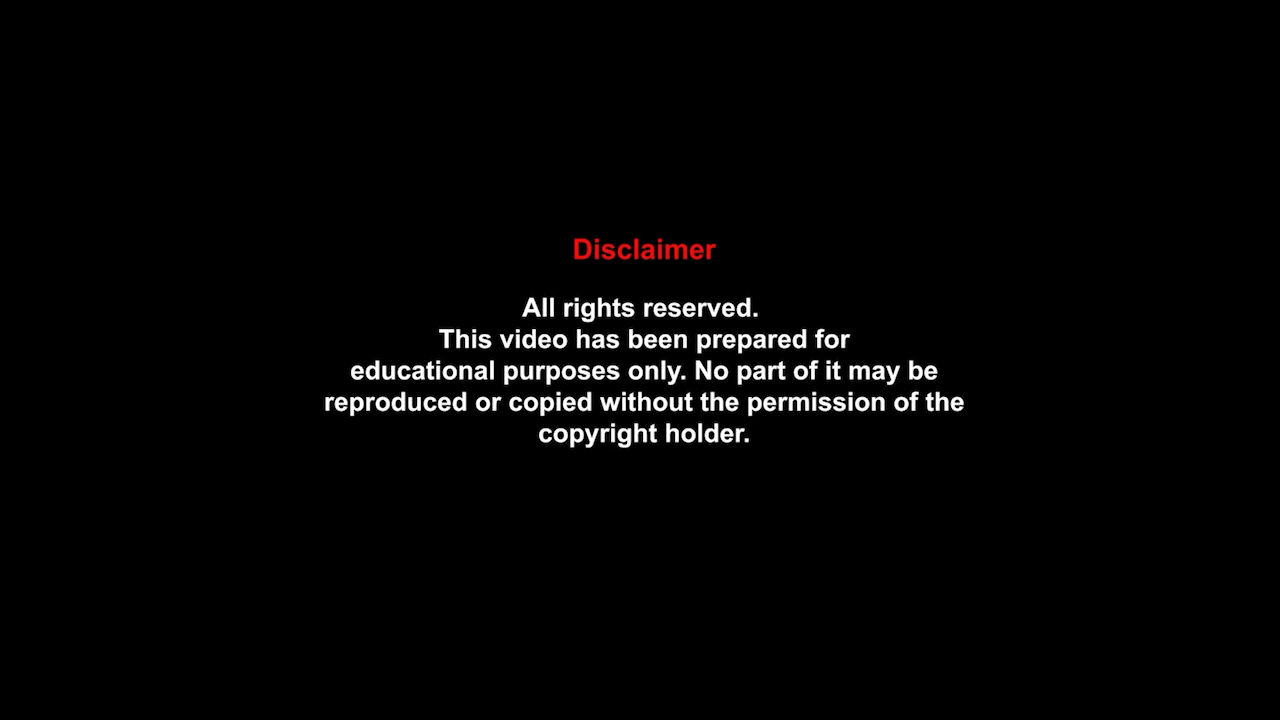 Disclaimer
All rights reserved.
This video has been prepared for
educational purposes only. No part of it may be
reproduced or copied without the permission of the
copyright holder.